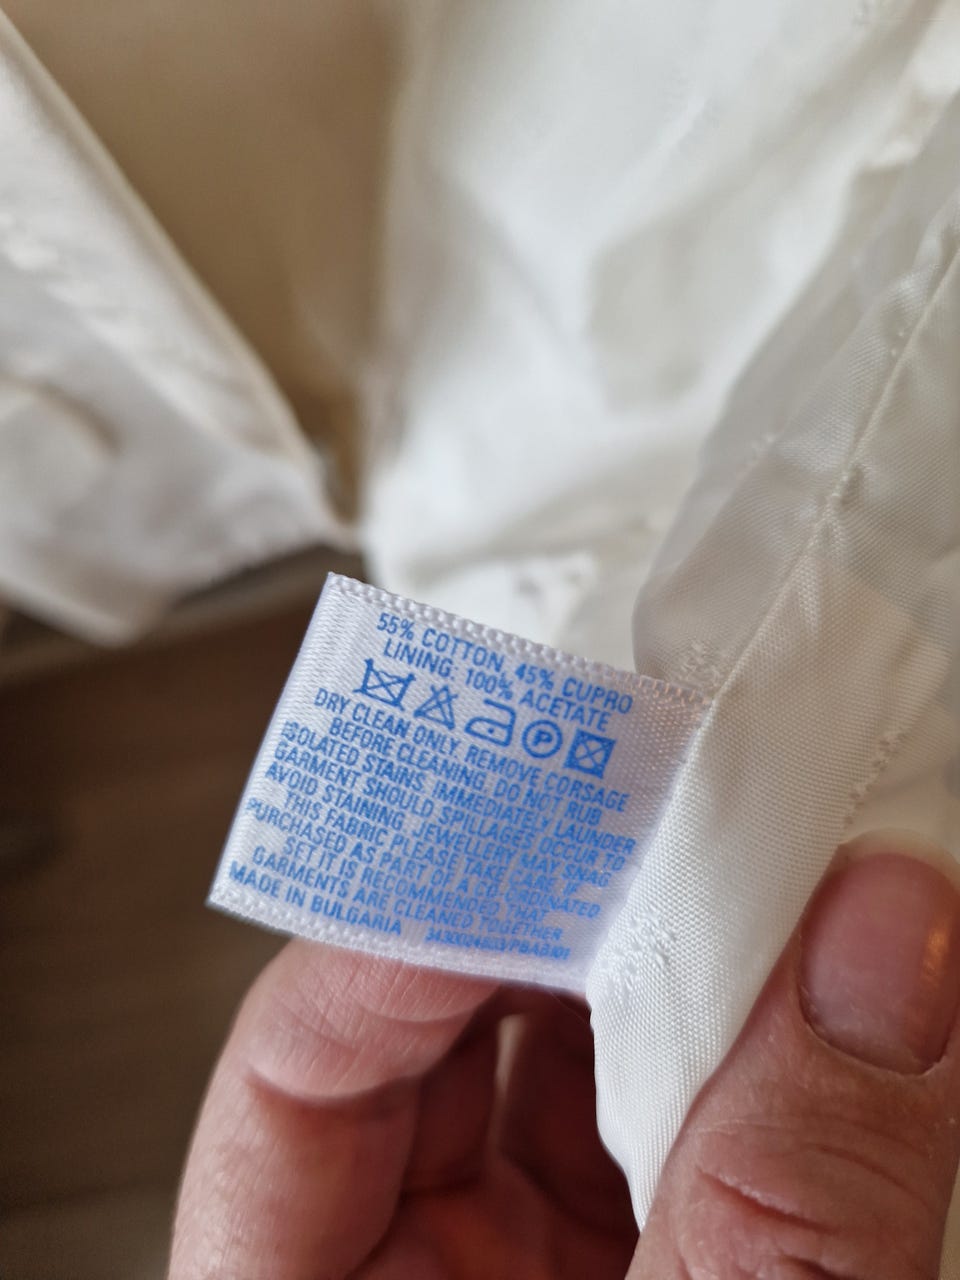 55% COTTON, 45% CUPRO
LINING: 100% ACETATE
P
DRY CLEAN ONLY. REMOVE CORSAGE
BEFORE CLEANING. DO NOT RUB
ISOLATED STAINS. IMMEDIATELY LAUNDER
GARMENT SHOULD SPILLAGES OCCUR TO
AVOID STAINING. JEWELLERY MAY SNAG
THIS FABRIC PLEASE TAKE CARE. IF
PURCHASED AS PART OF A CO-ORDINATED
SET IT IS RECOMMENDED THAT
GARMENTS ARE CLEANED TOGETHER
MADE IN BULGARIA